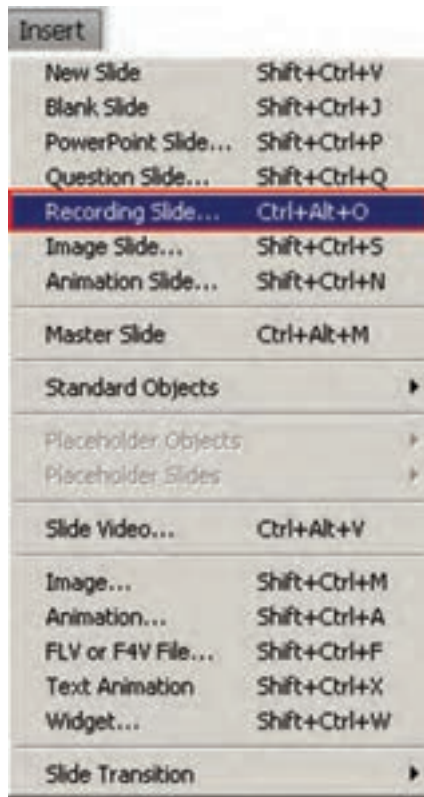 Insert
New Slide Shift+Ctrl+V
Blank Slide Shift+Ctrl+J
PowerPoint Slide... Shift+Ctrl+P
Question Slide... Shift+Ctrl+Q
Recording Slide... Ctrl+Alt+O
Image Slide... Shift+Ctrl+S
Animation Slide... Shift+Ctrl+N
Master Slide Ctrl+Alt+M
Standard Objects
Placeholder Objects
Placeholder Slides
Slide Video... Ctrl+Alt+V
Image... Shift+Ctrl+M
Animation... Shift+Ctrl+A
FLV or F4V File... Shift+Ctrl+F
Text Animation Shift+Ctrl+X
Widget... Shift+Ctrl+W
Slide Transition